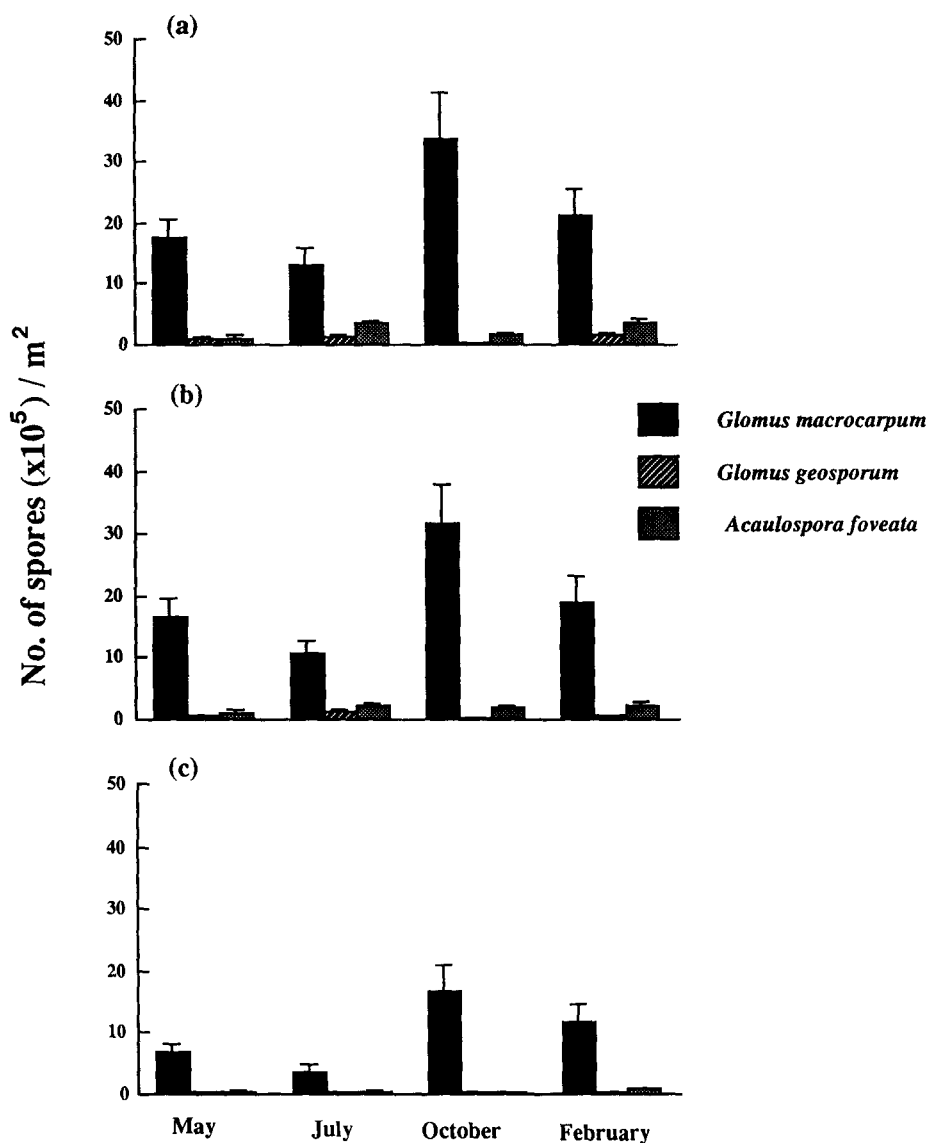 (a)
50
40
30
20
10
0
(b)
50
40
30
20
10
0
(c)
50
40
30
20
10
0
No. of spores (x10⁵) / m²
Glomus macrocarpum
Glomus geosporum
Acaulospora foveata
May July October February